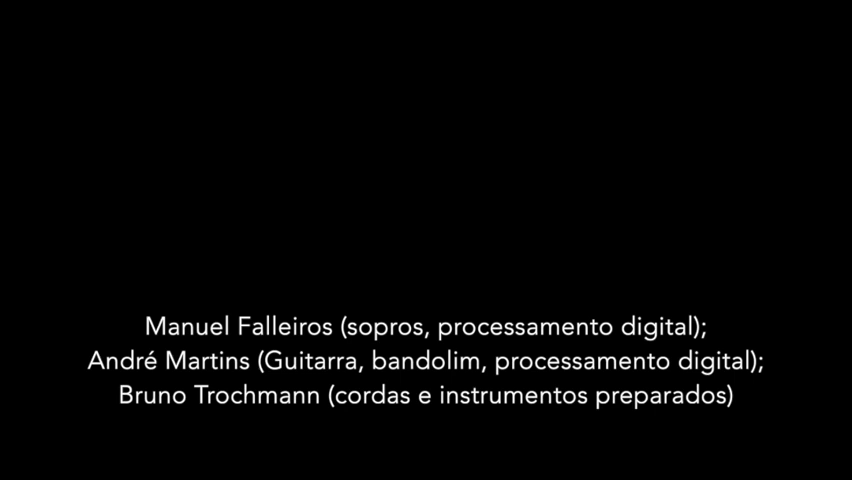 Manuel Falleiros (sopros, processamento digital);
André Martins (Guitarra, bandolim, processamento digital);
Bruno Trochmann (cordas e instrumentos preparados)